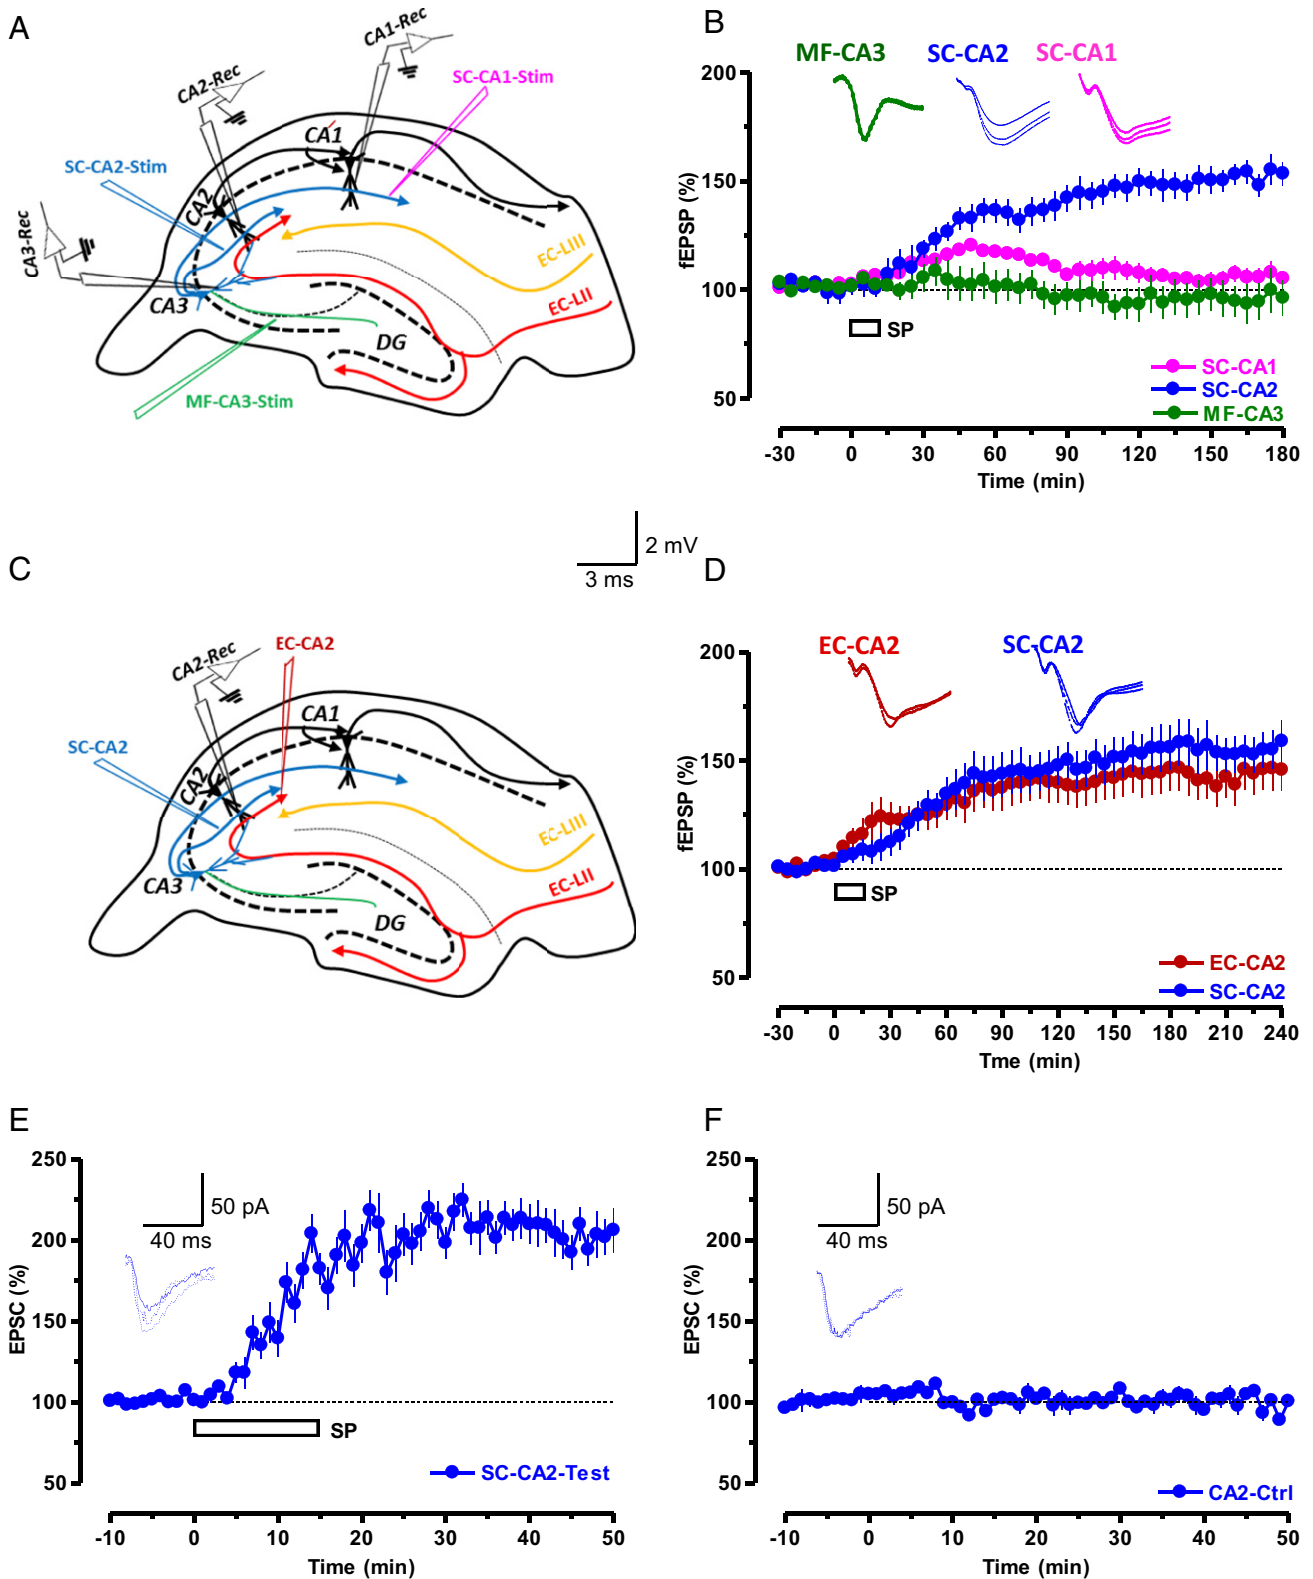 A
CA3-Rec
CA2-Rec
CA1-Rec
SC-CA1-Stim
SC-CA2-Stim
CA1
CA2
CA3
EC-LIII
EC-LII
DG
MF-CA3-Stim
B
MF-CA3 SC-CA2 SC-CA1
200
150
100
50
fEPSP (%)
SP
SC-CA1
SC-CA2
MF-CA3
-30 0 30 60 90 120 150 180
Time (min)
2 mV
3 ms
C
CA2-Rec
EC-CA2
SC-CA2
CA1
CA2
CA3
EC-LIII
EC-LII
DG
D
EC-CA2 SC-CA2
200
150
100
50
fEPSP (%)
SP
EC-CA2
SC-CA2
-30 0 30 60 90 120 150 180 210 240
Tme (min)
E
250
200
150
100
50
EPSC (%)
50 pA
40 ms
SP
SC-CA2-Test
-10 0 10 20 30 40 50
Time (min)
F
250
200
150
100
50
EPSC (%)
50 pA
40 ms
CA2-Ctrl
-10 0 10 20 30 40 50
Time (min)